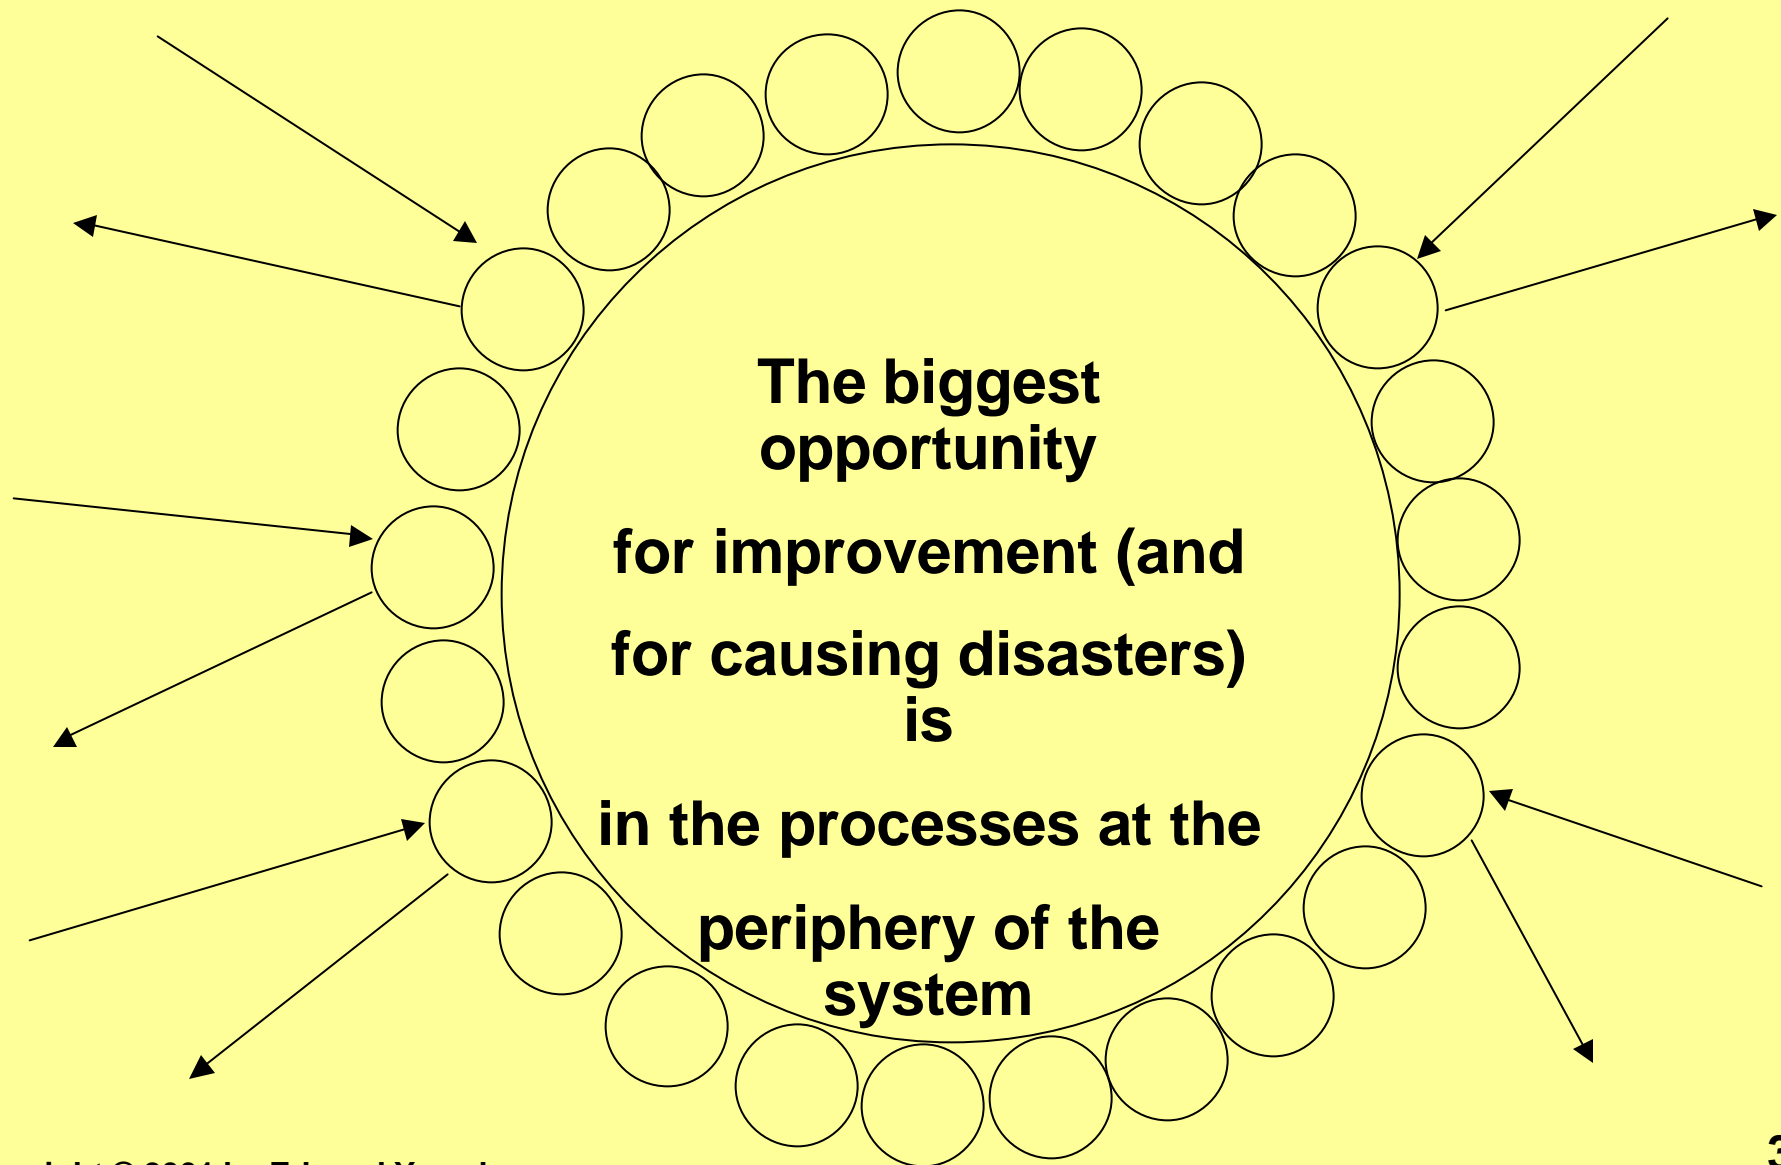 The biggest
opportunity
for improvement (and
for causing disasters)
is
in the processes at the
periphery of the
system